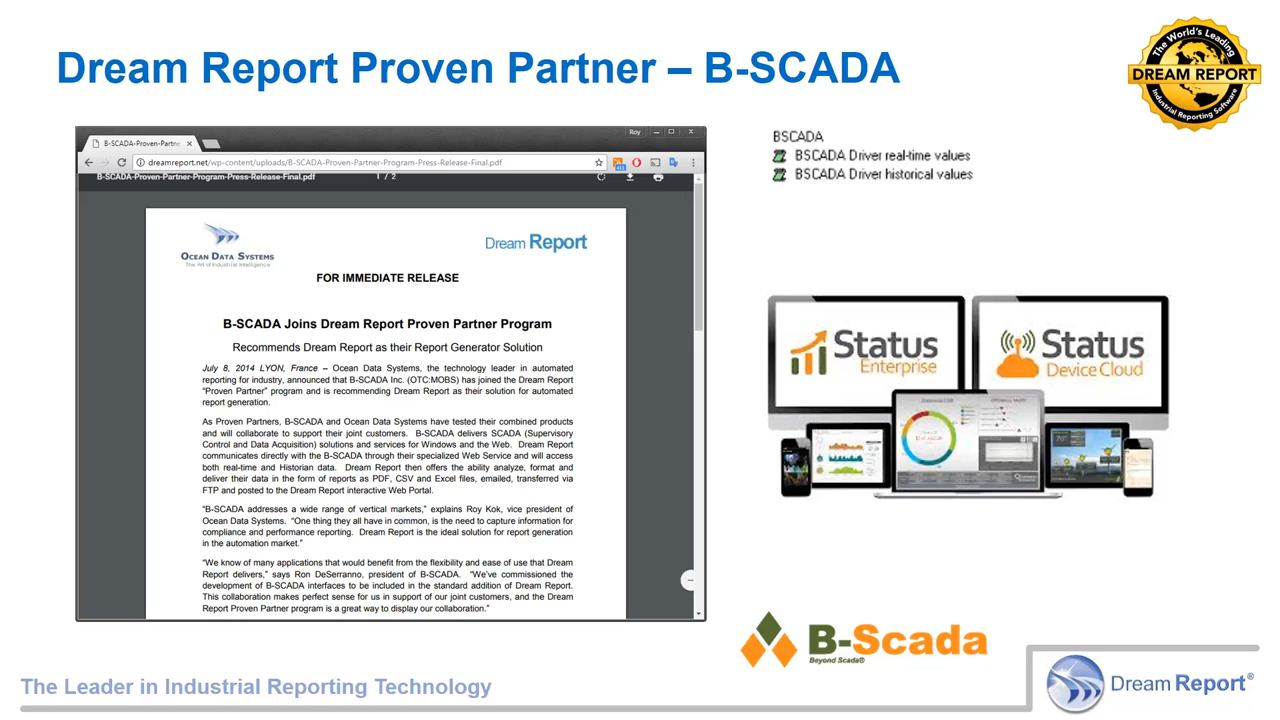 Dream Report Proven Partner – B-SCADA
The World's Leading
DREAM REPORT
Industrial Reporting Software
Roy
B-SCADA-Proven-Partne
dreamreport.net/wp-content/uploads/B-SCADA-Proven-Partner-Program-Press-Release-Final.pdf
B-SCADA-Proven-Partner-Program-Press-Release-Final.pdf
1 / 2
OCEAN DATA SYSTEMS
The Art of Industrial Intelligence
Dream Report
FOR IMMEDIATE RELEASE
B-SCADA Joins Dream Report Proven Partner Program
Recommends Dream Report as their Report Generator Solution
July 8, 2014 LYON, France – Ocean Data Systems, the technology leader in automated
reporting for industry, announced that B-SCADA Inc. (OTC:MOBS) has joined the Dream Report
“Proven Partner” program and is recommending Dream Report as their solution for automated
report generation.
As Proven Partners, B-SCADA and Ocean Data Systems have tested their combined products
and will collaborate to support their joint customers. B-SCADA delivers SCADA (Supervisory
Control and Data Acquisition) solutions and services for Windows and the Web. Dream Report
communicates directly with the B-SCADA through their specialized Web Service and will access
both real-time and Historian data. Dream Report then offers the ability analyze, format and
deliver their data in the form of reports as PDF, CSV and Excel files, emailed, transferred via
FTP and posted to the Dream Report interactive Web Portal.
“B-SCADA addresses a wide range of vertical markets,” explains Roy Kok, vice president of
Ocean Data Systems. “One thing they all have in common, is the need to capture information for
compliance and performance reporting. Dream Report is the ideal solution for report generation
in the automation market.”
“We know of many applications that would benefit from the flexibility and ease of use that Dream
Report delivers,” says Ron DeSerranno, president of B-SCADA. “We've commissioned the
development of B-SCADA interfaces to be included in the standard addition of Dream Report.
This collaboration makes perfect sense for us in support of our joint customers, and the Dream
Report Proven Partner program is a great way to display our collaboration.”
BSCADA
BSCADA Driver real-time values
BSCADA Driver historical values
Status
Enterprise
Status
Device Cloud
B-Scada
Beyond Scada®
The Leader in Industrial Reporting Technology
Dream Report®